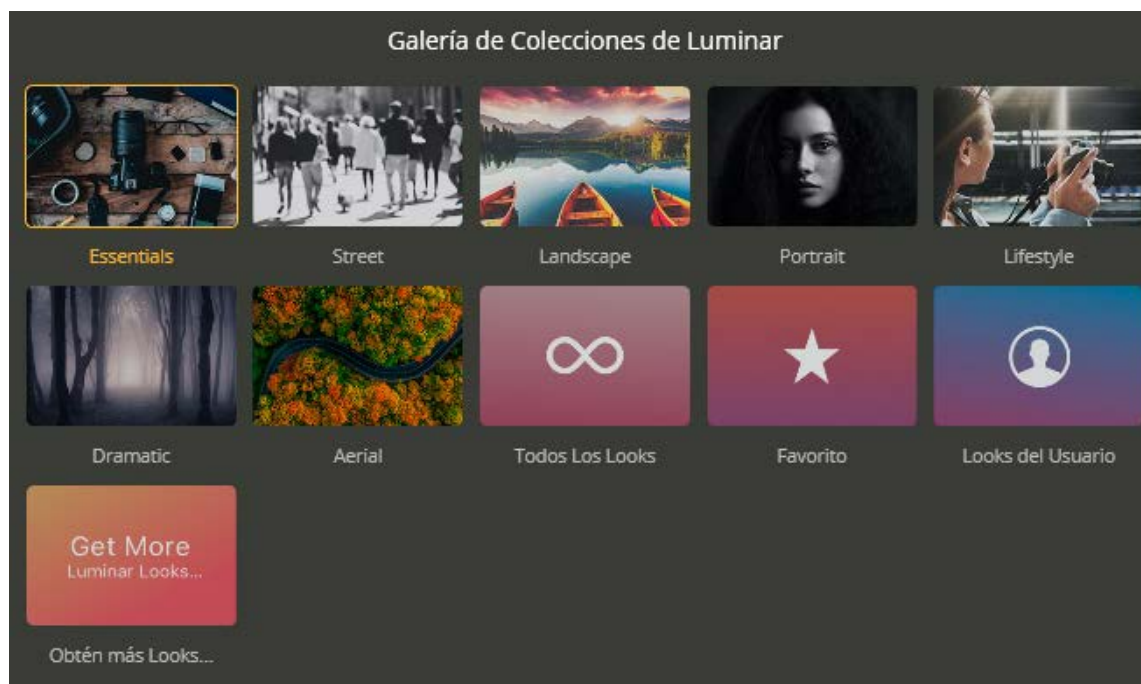 Galería de Colecciones de Luminar
Essentials
Street
Landscape
Portrait
Lifestyle
Dramatic
Aerial
Todos Los Looks
Favorito
Looks del Usuario
Get More
Luminar Looks...
Obtén más Looks...